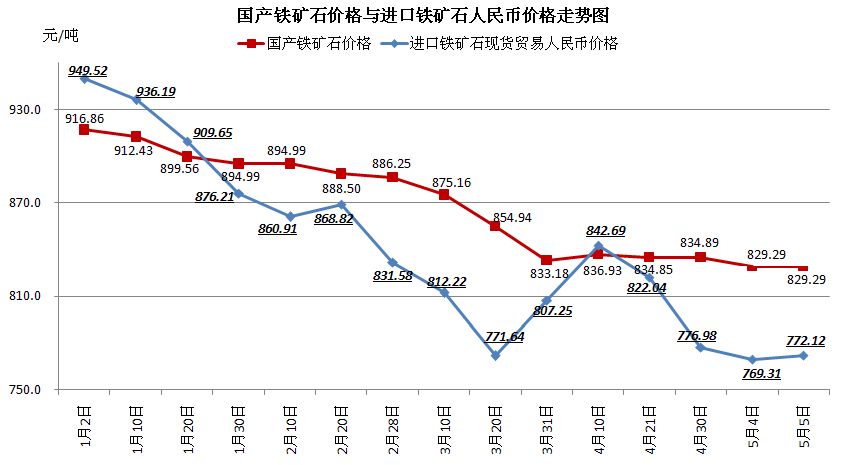 国产铁矿石价格与进口铁矿石人民币价格走势图
元/吨
国产铁矿石价格 进口铁矿石现货贸易人民币价格
949.52
936.19
930.0
916.86
909.65
912.43
899.56
894.99
894.99
886.25
876.21
888.50
875.16
870.0
860.91
868.82
854.94
842.69
834.89
831.58
812.22
833.18
836.93
834.85
829.29
829.29
822.04
810.0
807.25
771.64
776.98
772.12
769.31
750.0
1月2日
1月10日
1月20日
1月30日
2月10日
2月20日
2月28日
3月10日
3月20日
3月31日
4月10日
4月21日
4月30日
5月4日
5月5日